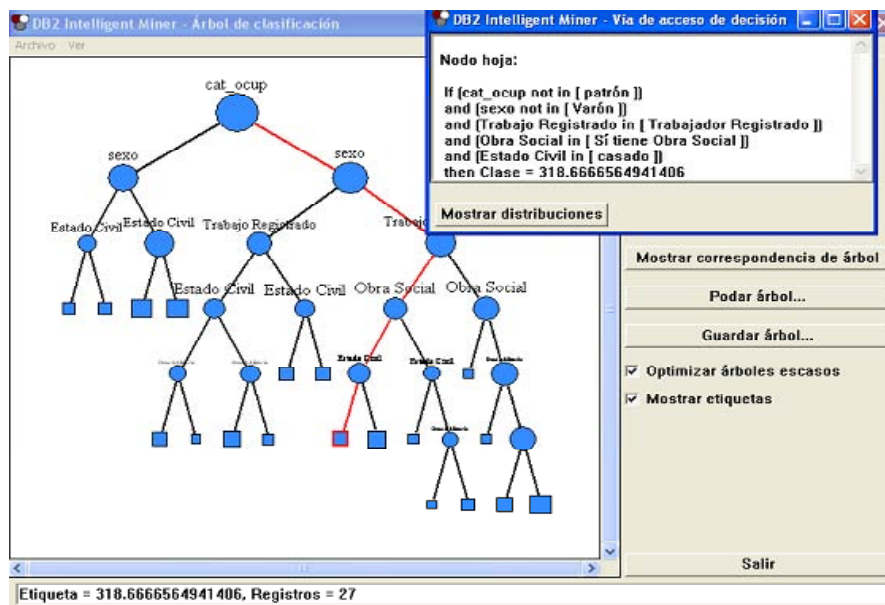 DB2 Intelligent Miner - Árbol de clasificación
Archivo Ver
cat_ocup
sexo
sexo
Estado Civil
Estado Civil
Trabajo Registrado
Estado Civil
Estado Civil
Obra Social
Obra Social
Estado Civil
Estado Civil
DB2 Intelligent Miner - Vía de acceso de decisión
Nodo hoja:
If (cat_ocup not in [ patrón ])
and (sexo not in [ Varón ])
and (Trabajo Registrado in [ Trabajador Registrado ])
and (Obra Social in [ Sí tiene Obra Social ])
and (Estado Civil in [ casado ])
then Clase = 318.6666564941406
Mostrar distribuciones
Mostrar correspondencia de árbol
Podar árbol...
Guardar árbol...
Optimizar árboles escasos
Mostrar etiquetas
Salir
Etiqueta = 318.6666564941406, Registros = 27